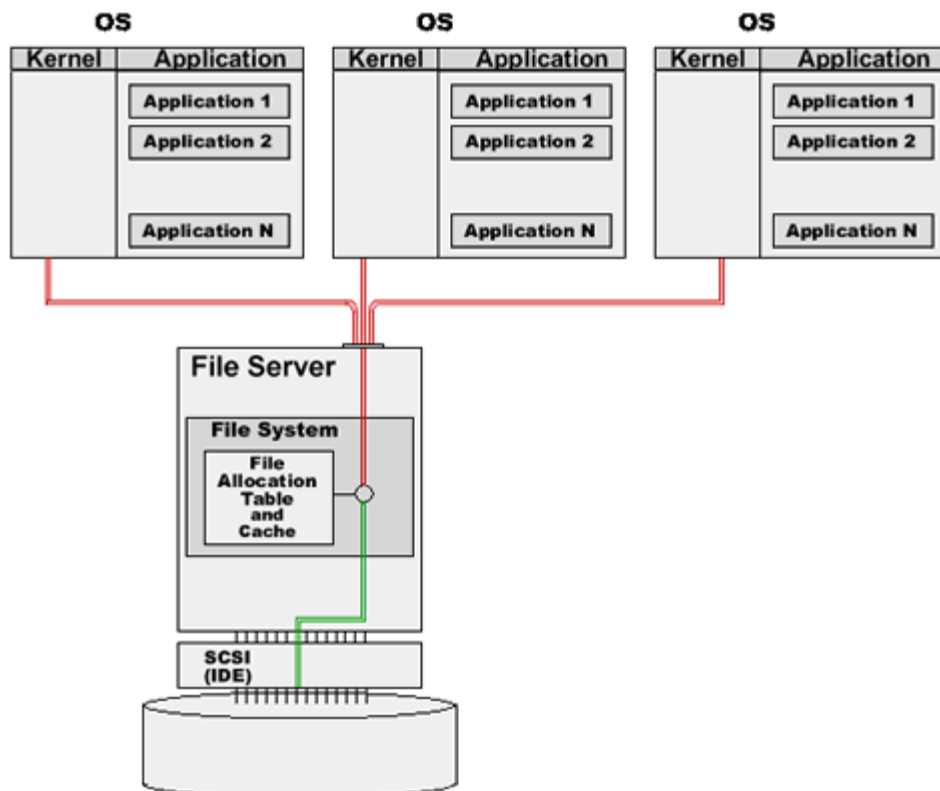 OS OS OS
Kernel Application Kernel Application Kernel Application
Application 1 Application 1 Application 1
Application 2 Application 2 Application 2
Application N Application N Application N
File Server
File System
File
Allocation
Table
and
Cache
SCSI
(IDE)